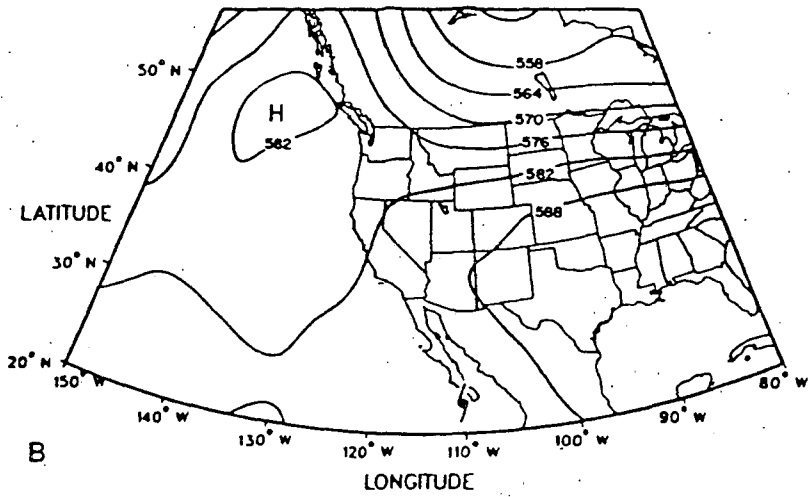 50° N
558
564
H
570
582
576
40° N
582
LATITUDE
588
30° N
20° N
150° W
80° W
140° W
90° W
130° W
100° W
120° W
110° W
B
LONGITUDE